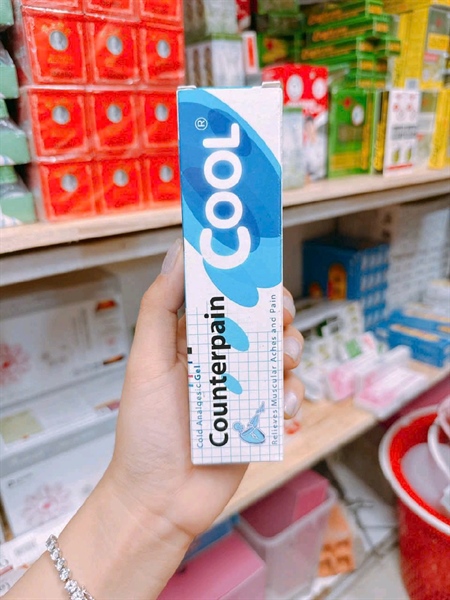 Counterpain COOL®
Cold Analgesic Gel
Relieves Muscular Aches and Pain